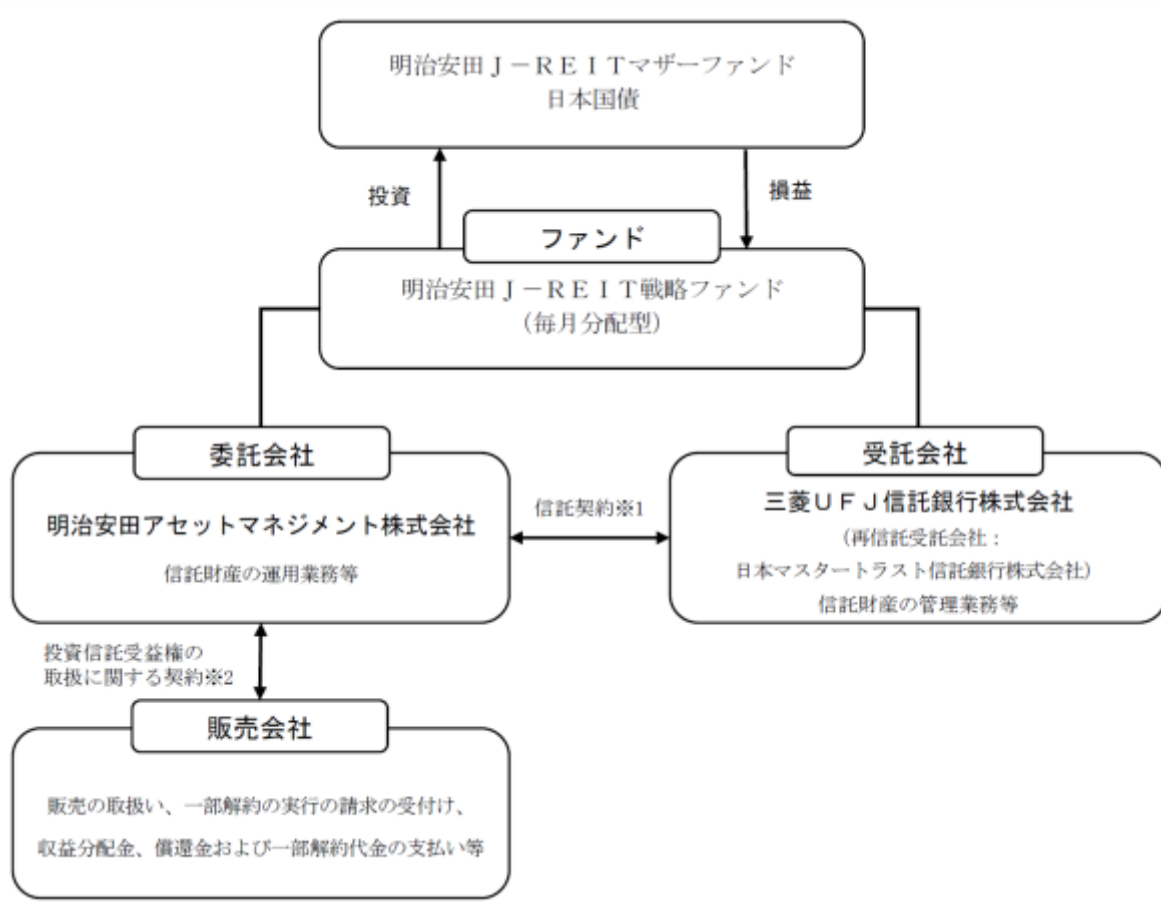 明治安田Ｊ－ＲＥＩＴマザーファンド
日本国債
投資
損益
ファンド
明治安田Ｊ－ＲＥＩＴ戦略ファンド
（毎月分配型）
委託会社
明治安田アセットマネジメント株式会社
信託財産の運用業務等
信託契約※1
受託会社
三菱ＵＦＪ信託銀行株式会社
（再信託受託会社：
日本マスタートラスト信託銀行株式会社）
信託財産の管理業務等
投資信託受益権の
取扱に関する契約※2
販売会社
販売の取扱い、一部解約の実行の請求の受付け、
収益分配金、償還金および一部解約代金の支払い等